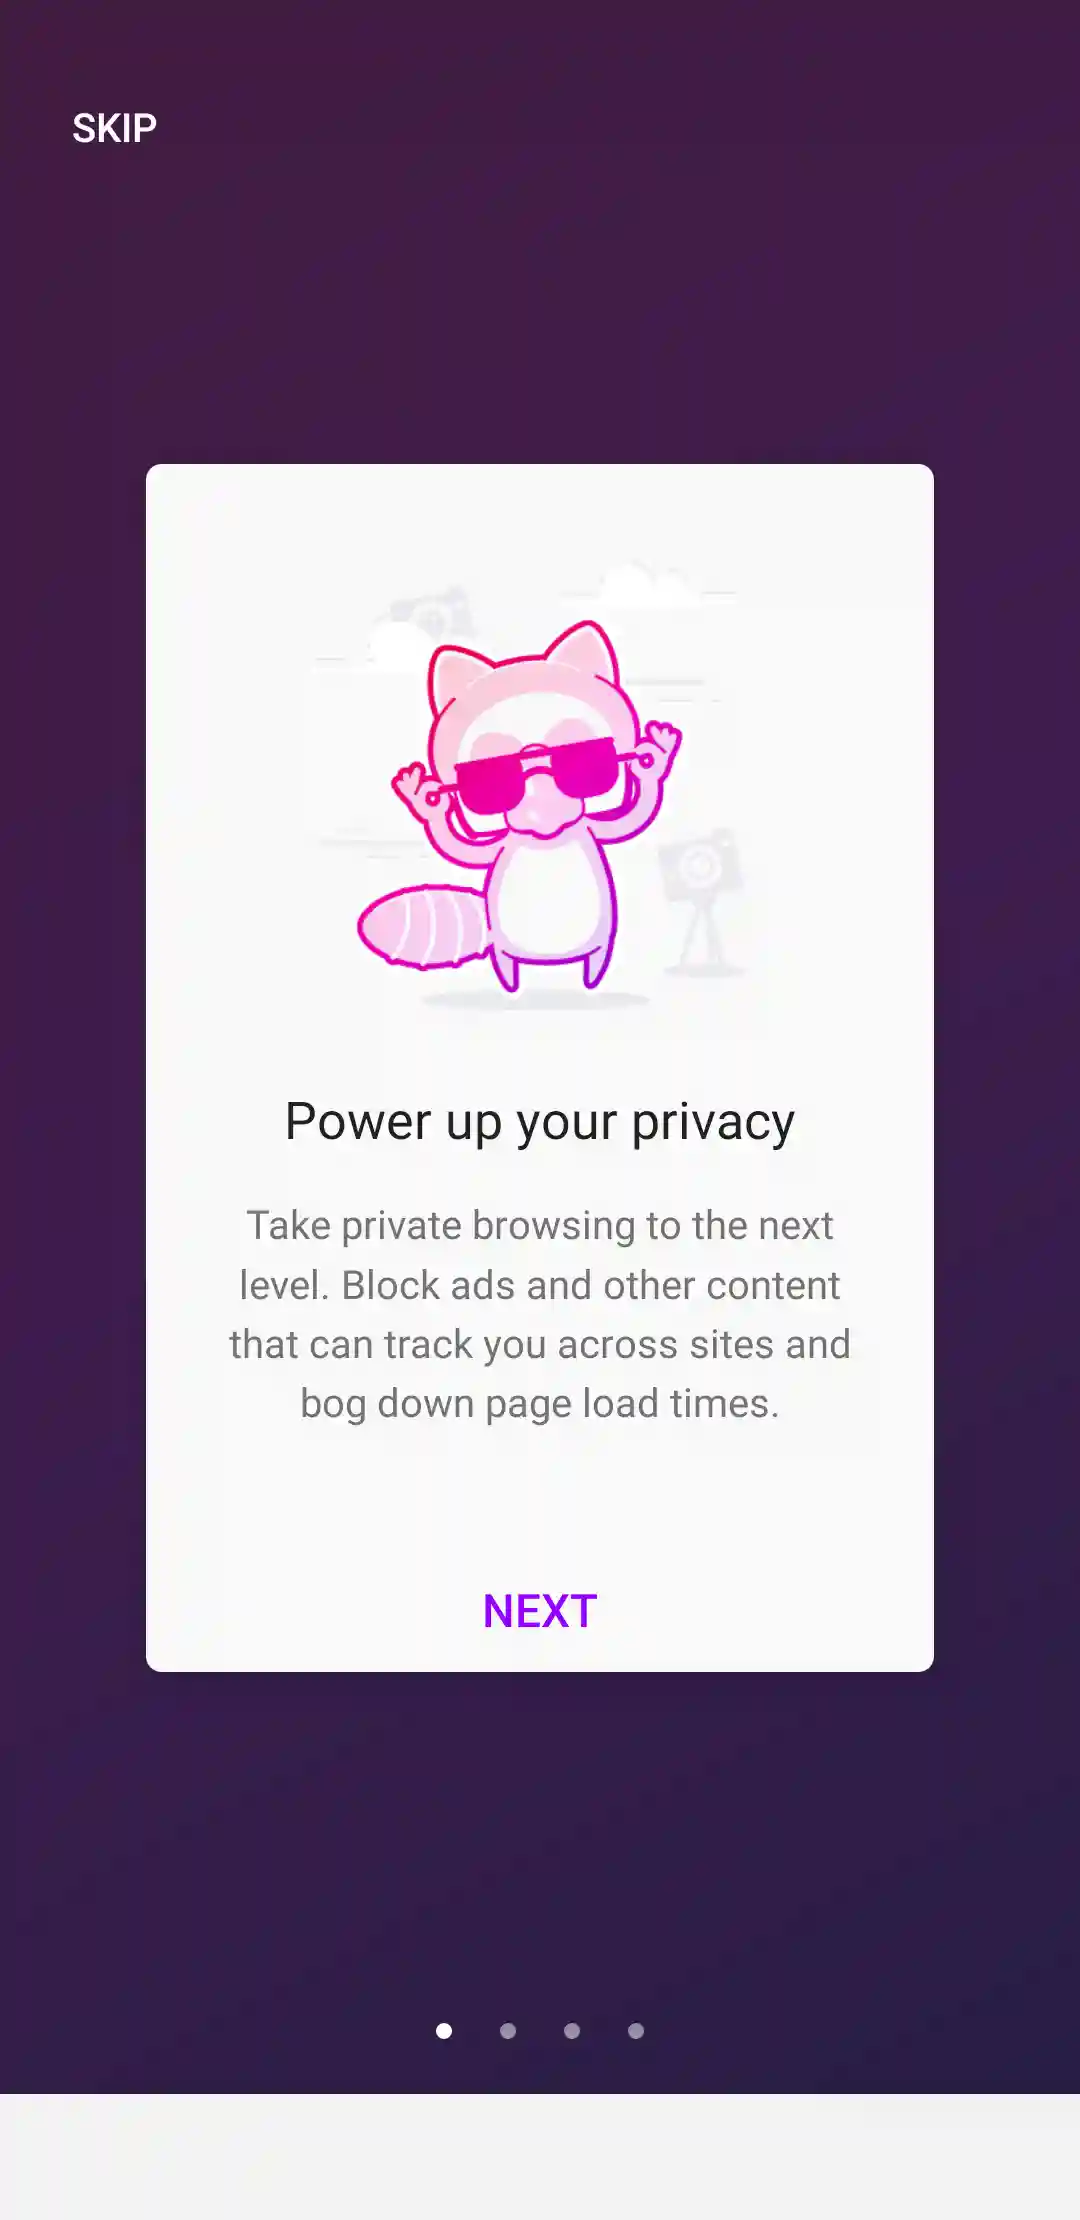 SKIP
Power up your privacy
Take private browsing to the next
level. Block ads and other content
that can track you across sites and
bog down page load times.
NEXT